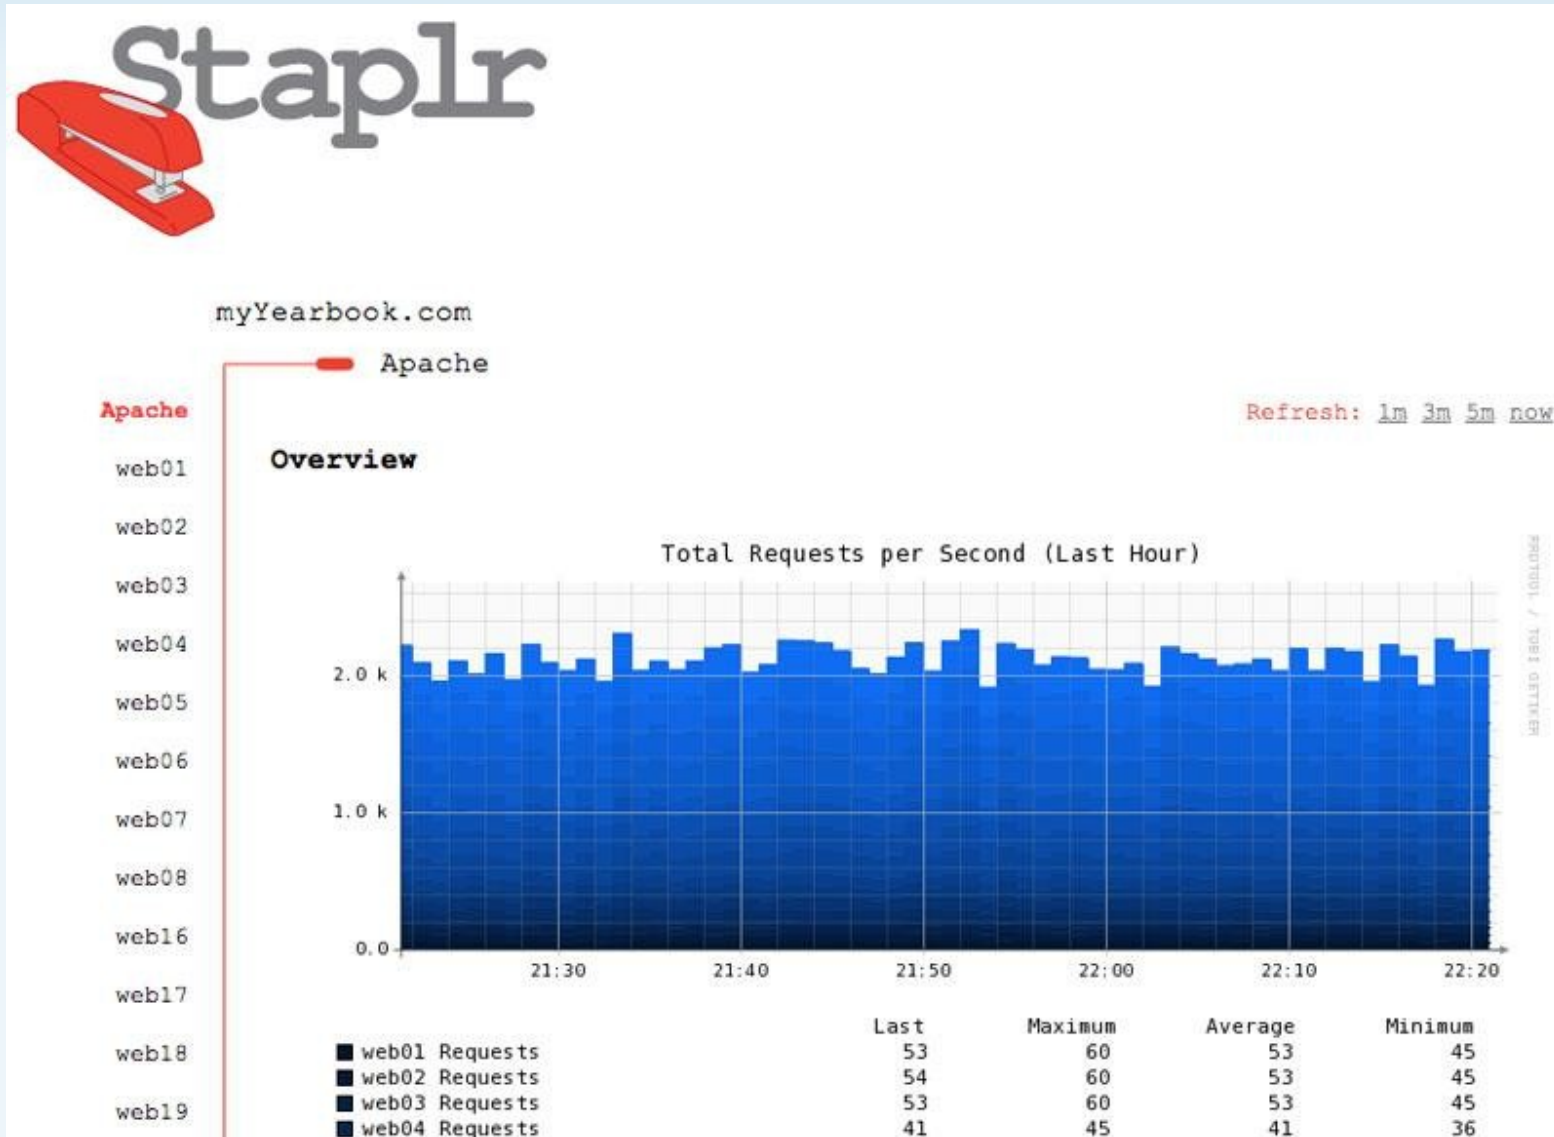 Staplr
myYearbook.com
Apache
Apache
Refresh: 1m 3m 5m now
web01
Overview
web02
web03
web04
web05
web06
web07
web08
web16
web17
web18
web19
Total Requests per Second (Last Hour)
RRDTOOL / TOBI OETIKER
2.0 k
1.0 k
0.0
21:30 21:40 21:50 22:00 22:10 22:20
Last Maximum Average Minimum
web01 Requests 53 60 53 45
web02 Requests 54 60 53 45
web03 Requests 53 60 53 45
web04 Requests 41 45 41 36